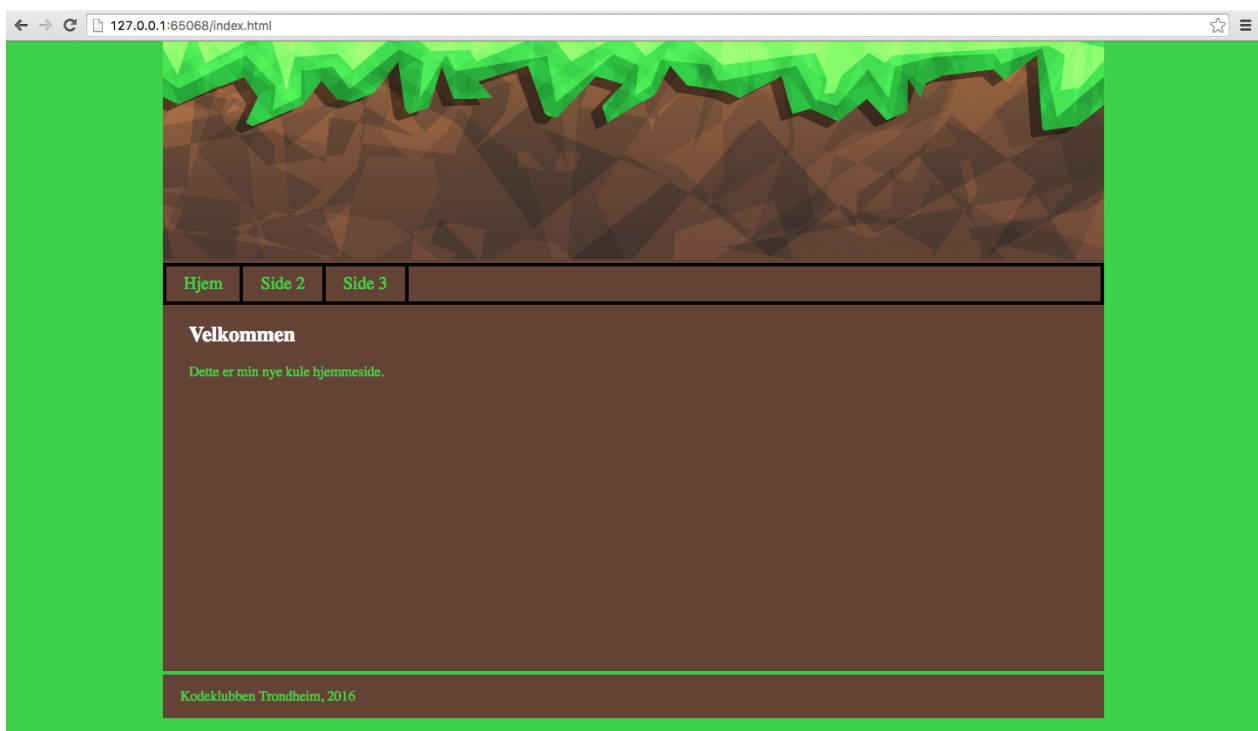 127.0.0.1:65068/index.html
Hjem Side 2 Side 3
Velkommen
Dette er min nye kule hjemmeside.
Kodeklubben Trondheim, 2016